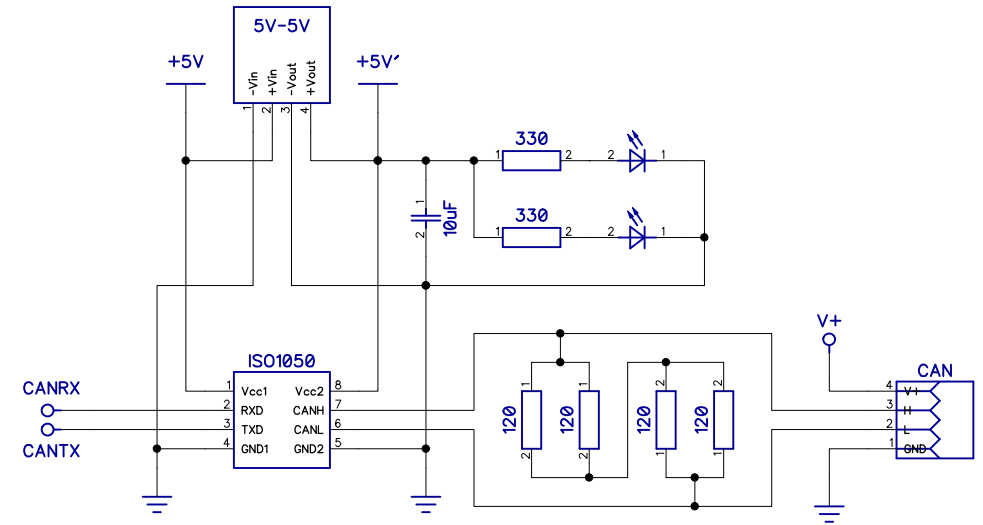 5V-5V
+5V
+5V'
-Vin
+Vin
-Vout
+Vout
1
2
3
4
330
1
2
2
1
1
2
10uF
330
1
2
2
1
ISO1050
V+
CAN
CANRX
CANTX
1
Vcc1
Vcc2
8
2
RXD
CANH
7
3
TXD
CANL
6
4
GND1
GND2
5
1
120
2
1
120
2
2
120
1
2
120
1
4
V+
3
H
2
L
1
GND